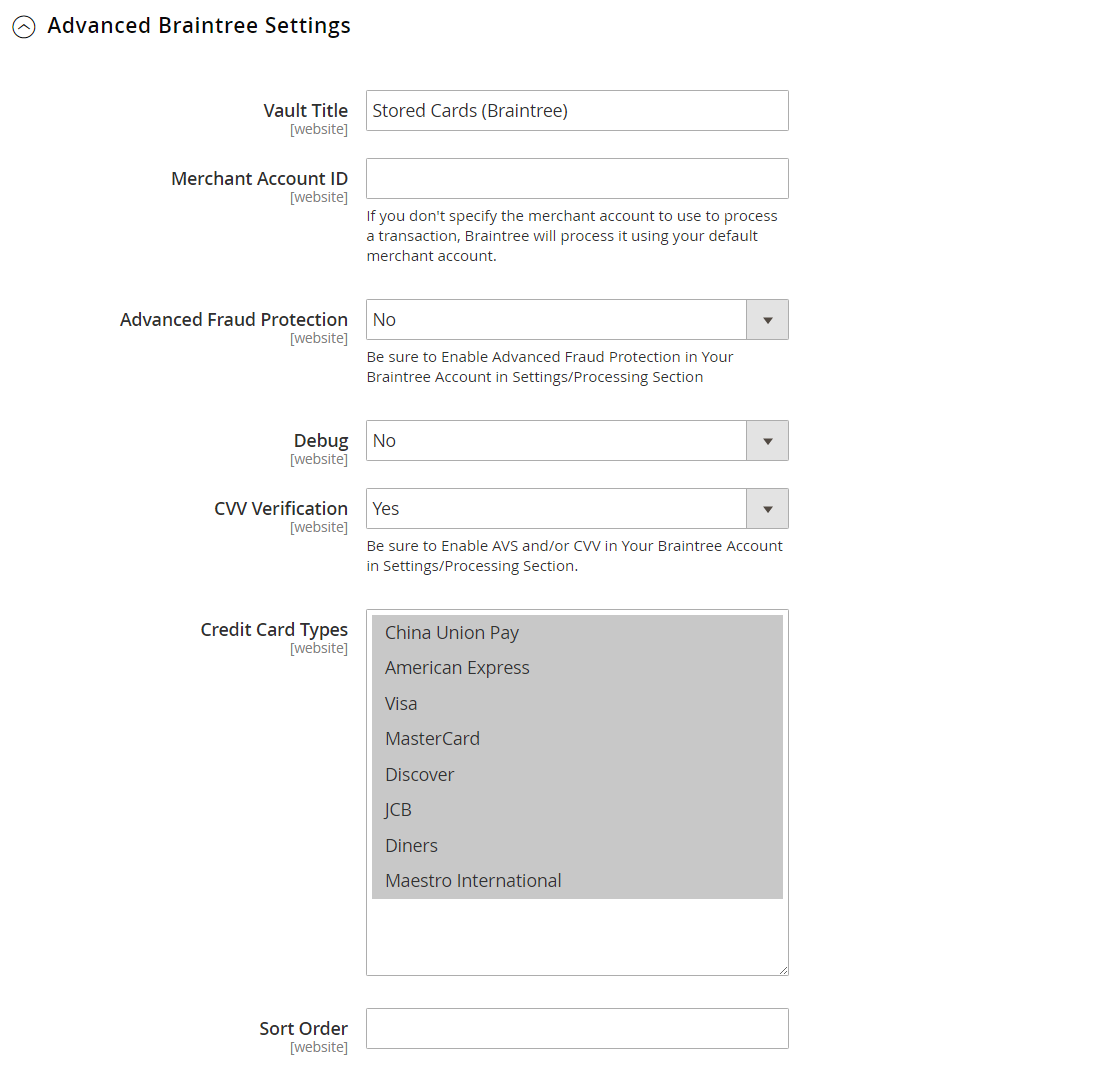 Advanced Braintree Settings
Vault Title
[website]
Stored Cards (Braintree)
Merchant Account ID
[website]
If you don't specify the merchant account to use to process
a transaction, Braintree will process it using your default
merchant account.
Advanced Fraud Protection
[website]
No
Be sure to Enable Advanced Fraud Protection in Your
Braintree Account in Settings/Processing Section
Debug
[website]
No
CVV Verification
[website]
Yes
Be sure to Enable AVS and/or CVV in Your Braintree Account
in Settings/Processing Section.
Credit Card Types
[website]
China Union Pay
American Express
Visa
MasterCard
Discover
JCB
Diners
Maestro International
Sort Order
[website]